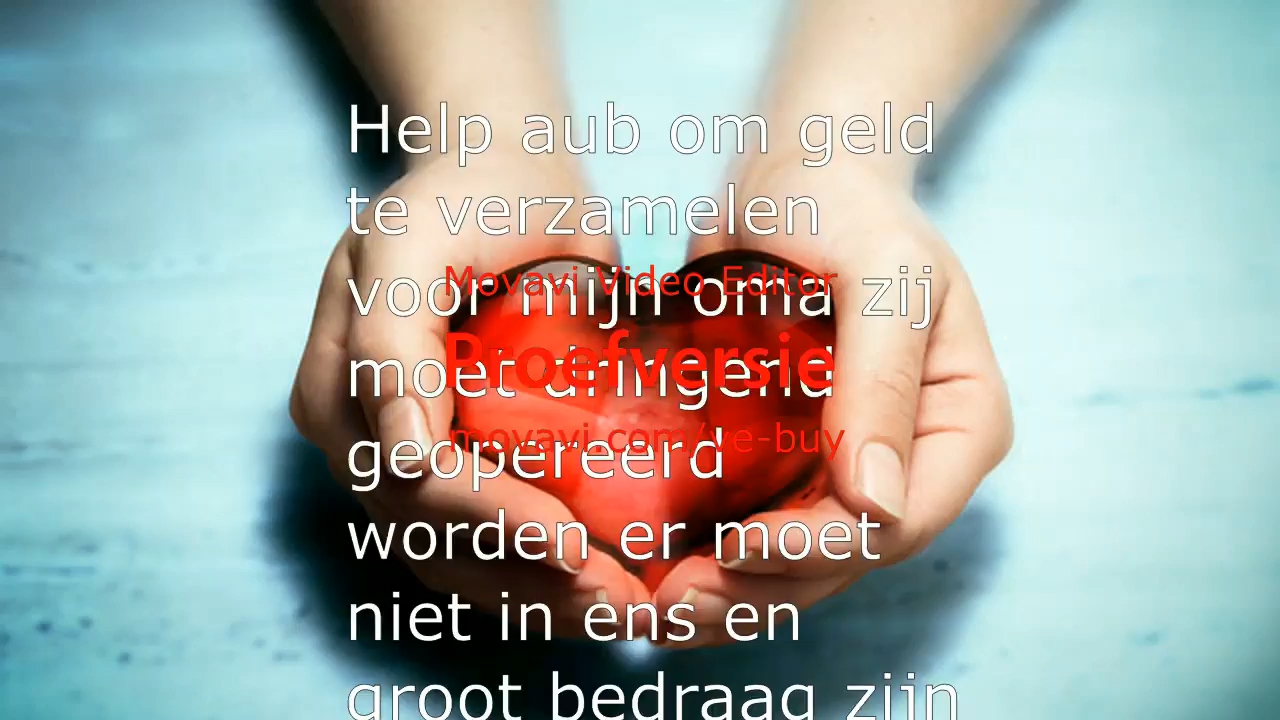 Help aub om geld
te verzamelen
voor mijn oma zij
Movavi Video Editor
moet dringend
Proefversie
geopereerd
movavi.com/ve-buy
worden er moet
niet in ens en
groot bedraag zijn